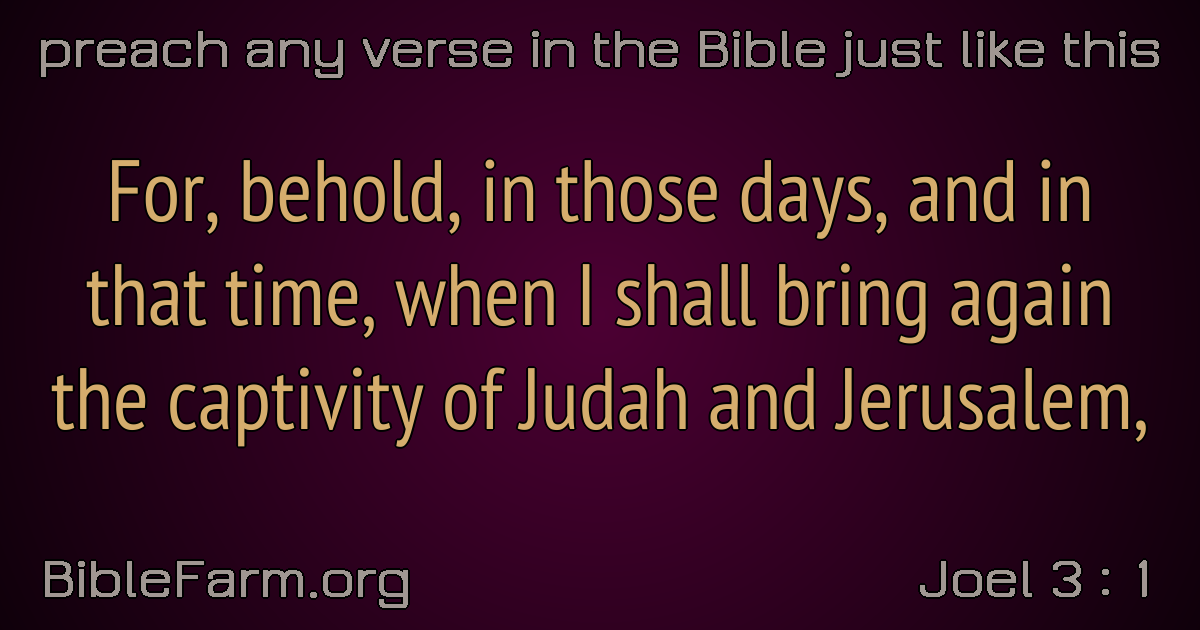 preach any verse in the Bible just like this
For, behold, in those days, and in
that time, when I shall bring again
the captivity of Judah and Jerusalem,
BibleFarm.org
Joel 3 : 1